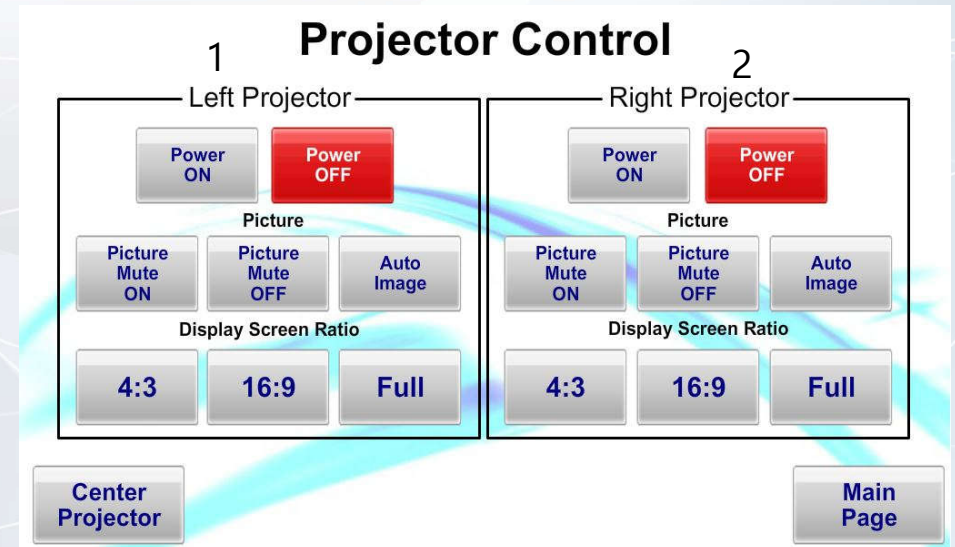 Projector Control
1
2
Left Projector
Power
ON
Power
OFF
Picture
Picture
Mute
ON
Picture
Mute
OFF
Auto
Image
Display Screen Ratio
4:3
16:9
Full
Right Projector
Power
ON
Power
OFF
Picture
Picture
Mute
ON
Picture
Mute
OFF
Auto
Image
Display Screen Ratio
4:3
16:9
Full
Center
Projector
Main
Page